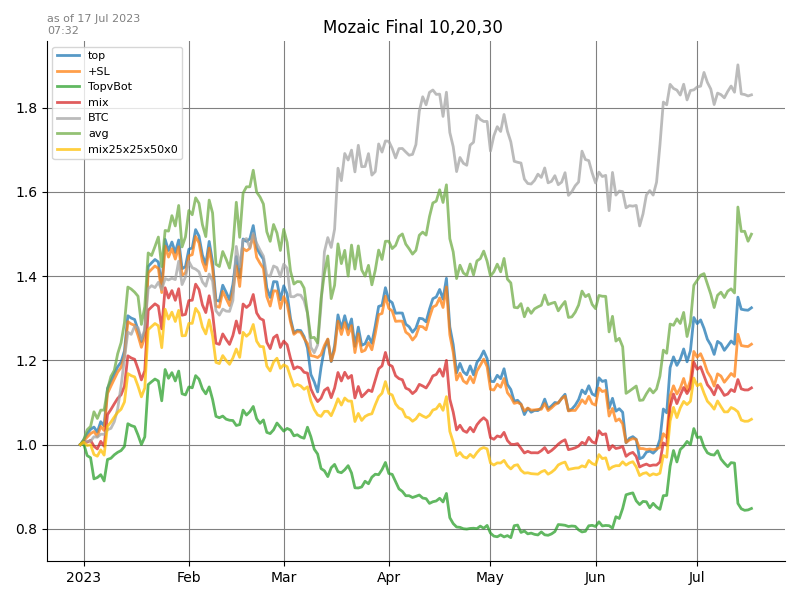 as of 17 Jul 2023
07:32
Mozaic Final 10,20,30
top
+SL
TopvBot
mix
BTC
avg
mix25x25x50x0
1.8
1.6
1.4
1.2
1.0
0.8
2023 Feb Mar Apr May Jun Jul